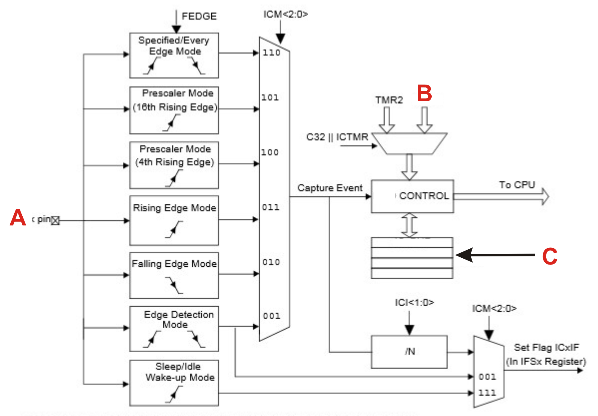 FEDGE
ICM<2:0>
Specified/Every
Edge Mode
110
Prescaler Mode
(16th Rising Edge)
101
TMR2
B
C32 || ICTMR
Prescaler Mode
(4th Rising Edge)
100
Capture Event
CONTROL
To CPU
A
pin
Rising Edge Mode
011
C
Falling Edge Mode
010
Edge Detection
Mode
001
ICI<1:0>
ICM<2:0>
/N
Set Flag ICxIF
(In IFSx Register)
Sleep/Idle
Wake-up Mode
001
111